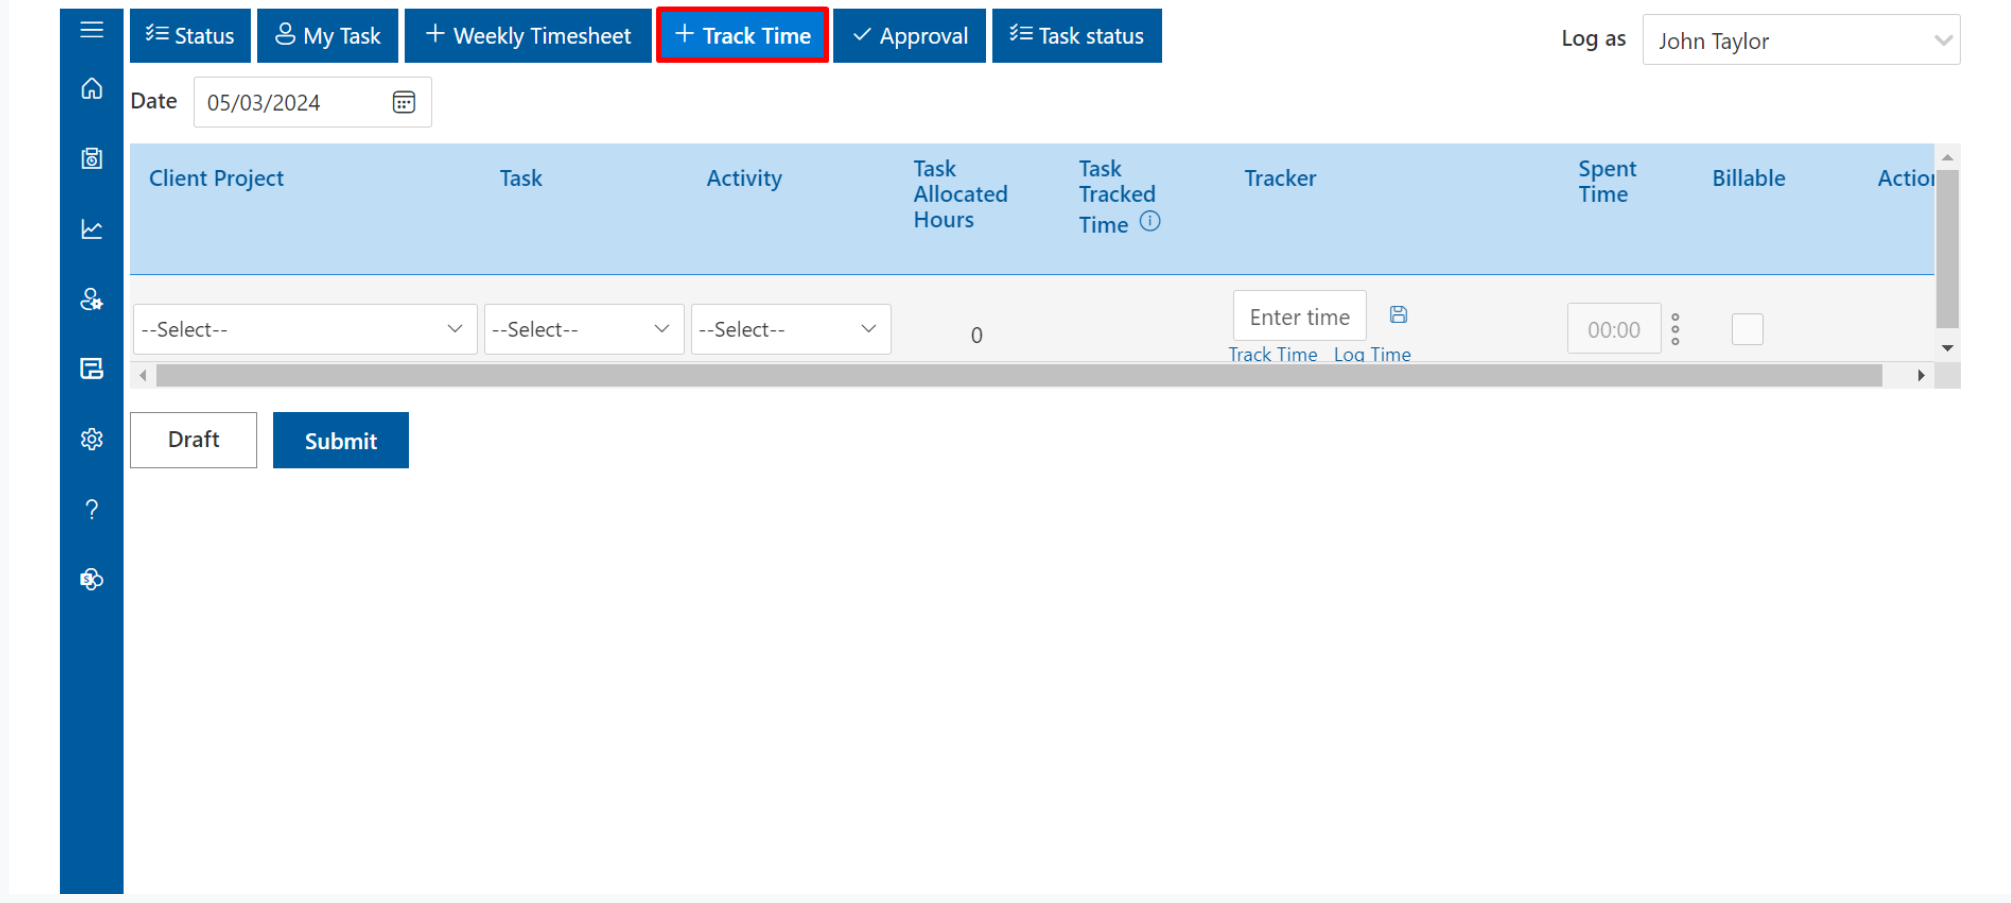 Status My Task + Weekly Timesheet + Track Time Approval Task status Log as John Taylor
Date 05/03/2024
Client Project Task Activity Task Allocated Hours Task Tracked Time Tracker Spent Time Billable Action
--Select-- --Select-- --Select-- 0 Enter time 00:00
Track Time Log Time
Draft Submit